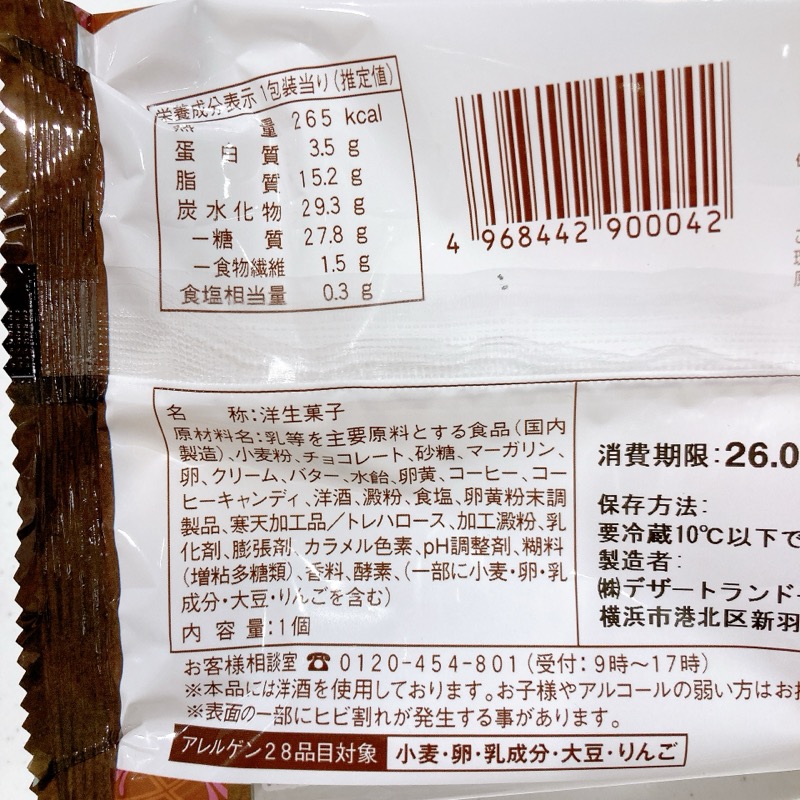 栄養成分表示 1包装当り(推定値)
量 265 kcal
蛋白質 3.5 g
脂質 15.2 g
炭水化物 29.3 g
ー糖質 27.8 g
ー食物繊維 1.5 g
食塩相当量 0.3 g
4 968442 900042
名称:洋生菓子
原材料名:乳等を主要原料とする食品(国内
製造)、小麦粉、チョコレート、砂糖、マーガリン、
卵、クリーム、バター、水飴、卵黄、コーヒー、コー
ヒーキャンディ、洋酒、澱粉、食塩、卵黄粉末調
製品、寒天加工品/トレハロース、加工澱粉、乳
化剤、膨張剤、カラメル色素、pH調整剤、糊料
(増粘多糖類)、香料、酵素、(一部に小麦・卵・乳
成分・大豆・りんごを含む)
内容量:1個
消費期限:26.0
保存方法:
要冷蔵10℃以下で
製造者:
㈱デザートランド
横浜市港北区新羽
お客様相談室 ☎ 0120-454-801(受付:9時~17時)
※本品には洋酒を使用しております。お子様やアルコールの弱い方はお
※表面の一部にヒビ割れが発生する事があります。
アレルゲン28品目対象 小麦・卵・乳成分・大豆・りんご